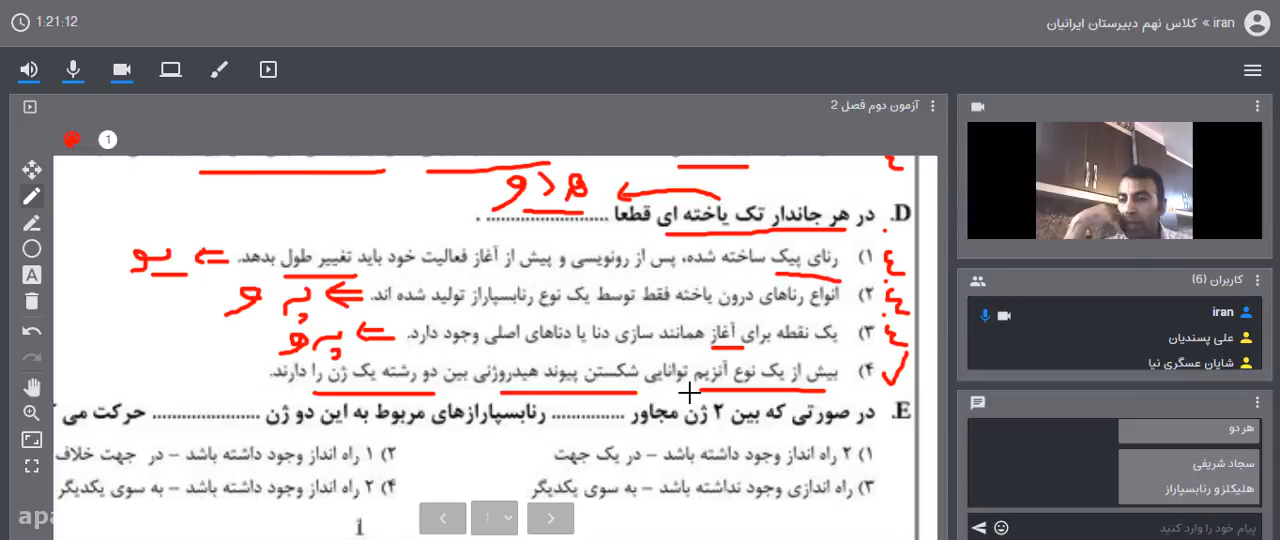 1:21:12
iran » کلاس نهم دبیرستان ایرانیان
آزمون دوم فصل 2
1
هر دو
D. در هر جاندار تک یاخته ای قطعا .....................
۱) رنای پیک ساخته شده، پس از رونویسی و پیش از آغاز فعالیت خود باید تغییر طول بدهد.
یو
۲) انواع رناهای درون یاخته فقط توسط یک نوع رنابسپاراز تولید شده اند.
پرو
۳) یک نقطه برای آغاز همانند سازی دنا یا دناهای اصلی وجود دارد.
پرو
۴) بیش از یک نوع آنزیم توانایی شکستن پیوند هیدروژنی بین دو رشته یک ژن را دارند.
E. در صورتی که بین ۲ ژن مجاور ............... رنابسپارازهای مربوط به این دو ژن ..................... حرکت می
۱) ۲ راه انداز وجود داشته باشد – در یک جهت
۲) ۱ راه انداز وجود داشته باشد – در جهت خلاف
۳) راه اندازی وجود نداشته باشد – به سوی یکدیگر
۴) ۲ راه انداز وجود داشته باشد – به سوی یکدیگر
1
۱
apa
کاربران (6)
iran
علی پسندیان
شایان عسگری نیا
هر دو
سجاد شریفی
هلیکلز و رنابسپاراز
پیام خود را وارد کنید